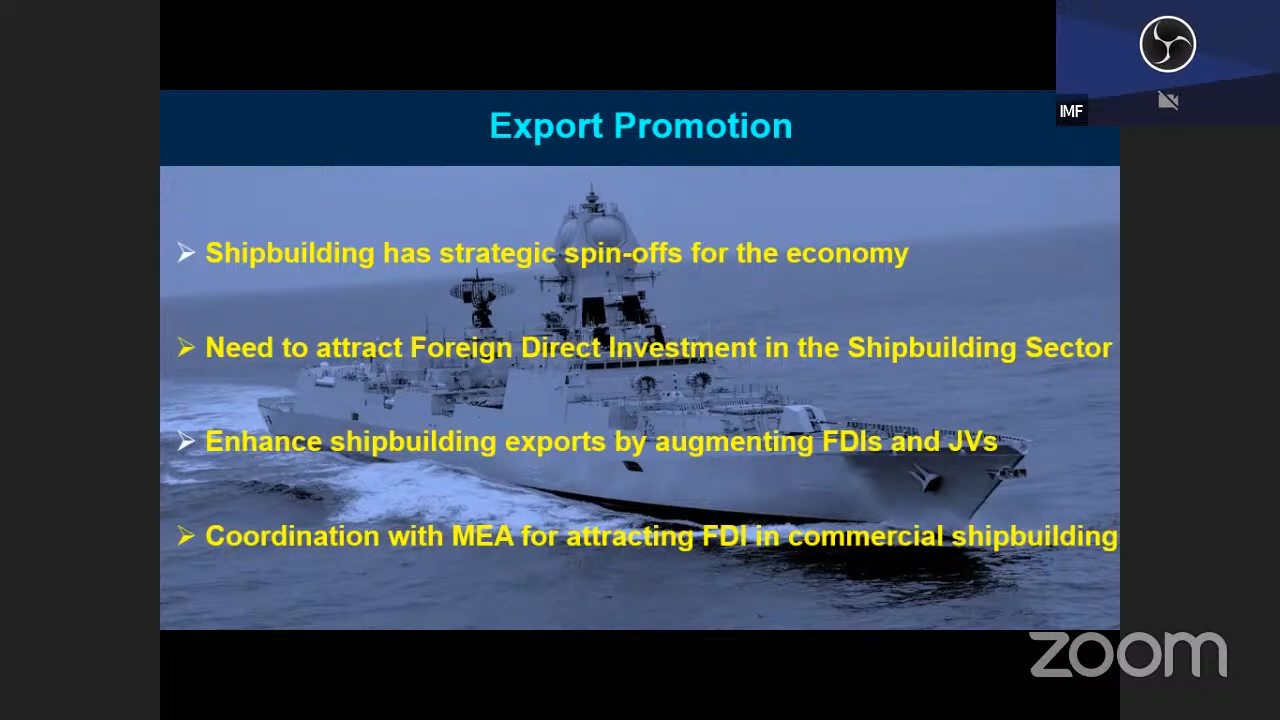 IMF
Export Promotion
Shipbuilding has strategic spin-offs for the economy
Need to attract Foreign Direct Investment in the Shipbuilding Sector
Enhance shipbuilding exports by augmenting FDIs and JVs
Coordination with MEA for attracting FDI in commercial shipbuilding
zoom